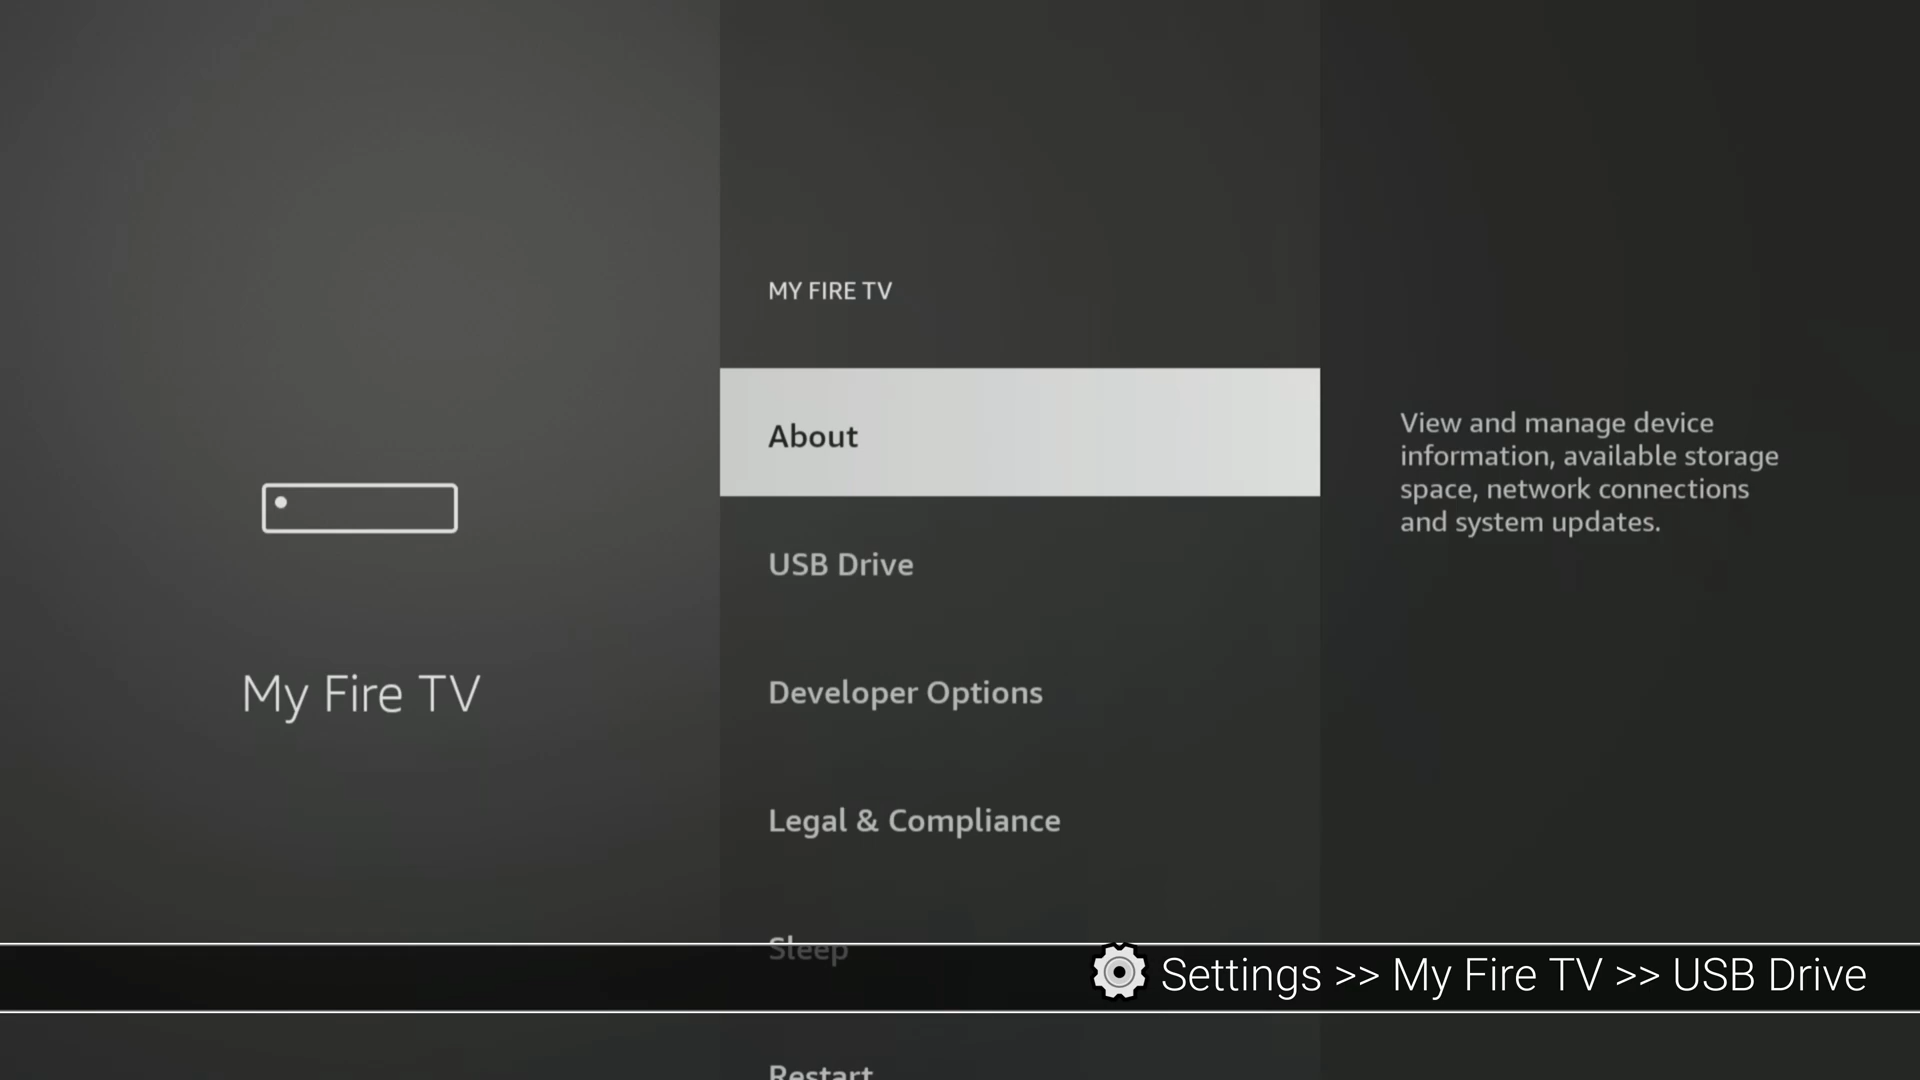 MY FIRE TV
About
View and manage device
information, available storage
space, network connections
and system updates.
USB Drive
My Fire TV
Developer Options
Legal & Compliance
Sleep
Settings >> My Fire TV >> USB Drive
Restart